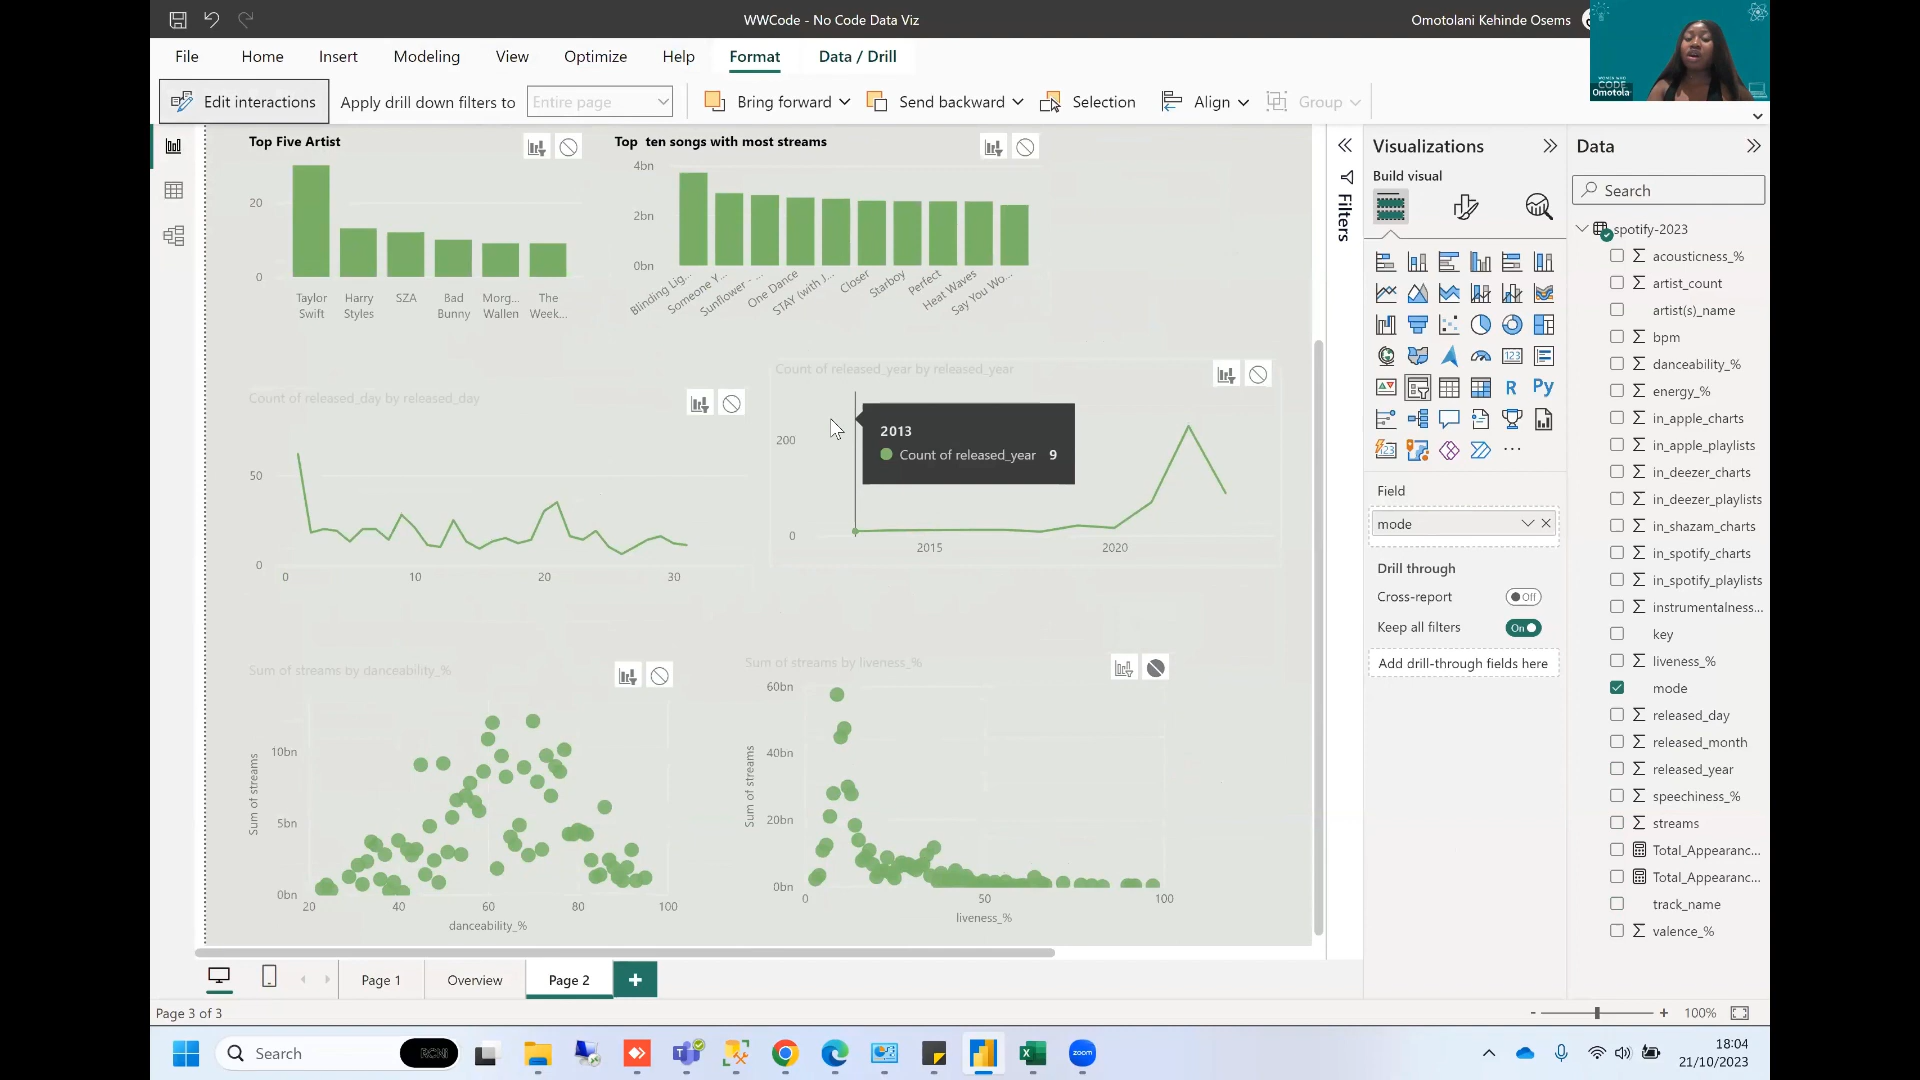 WWCode - No Code Data Viz
Omotolani Kehinde Osems
File Home Insert Modeling View Optimize Help Format Data / Drill
WOMEN WHO
CODE
Omotola
Edit interactions Apply drill down filters to Entire page Bring forward Send backward Selection Align Group
Top Five Artist
20
0
Taylor Swift
Harry Styles
SZA
Bad Bunny
Morg... Wallen
The Week...
Top ten songs with most streams
4bn
2bn
0bn
Blinding Lig...
Someone Y...
Sunflower - ...
One Dance
STAY (with J...
Closer
Starboy
Perfect
Heat Waves
Say You Wo...
Count of released_day by released_day
50
0
0 10 20 30
Count of released_year by released_year
200
0
2015 2020
2013
Count of released_year 9
Sum of streams by danceability_%
Sum of streams
10bn
5bn
0bn
20 40 60 80 100
danceability_%
Sum of streams by liveness_%
Sum of streams
60bn
40bn
20bn
0bn
0 50 100
liveness_%
Filters
Visualizations
Build visual
123
R
Py
123
Field
mode
Drill through
Cross-report Off
Keep all filters On
Add drill-through fields here
Data
Search
spotify-2023
acousticness_%
artist_count
artist(s)_name
bpm
danceability_%
energy_%
in_apple_charts
in_apple_playlists
in_deezer_charts
in_deezer_playlists
in_shazam_charts
in_spotify_charts
in_spotify_playlists
instrumentalness...
key
liveness_%
mode
released_day
released_month
released_year
speechiness_%
streams
Total_Appearanc...
Total_Appearanc...
track_name
valence_%
Page 1 Overview Page 2 +
Page 3 of 3
- + 100%
Search
zoom
18:04
21/10/2023